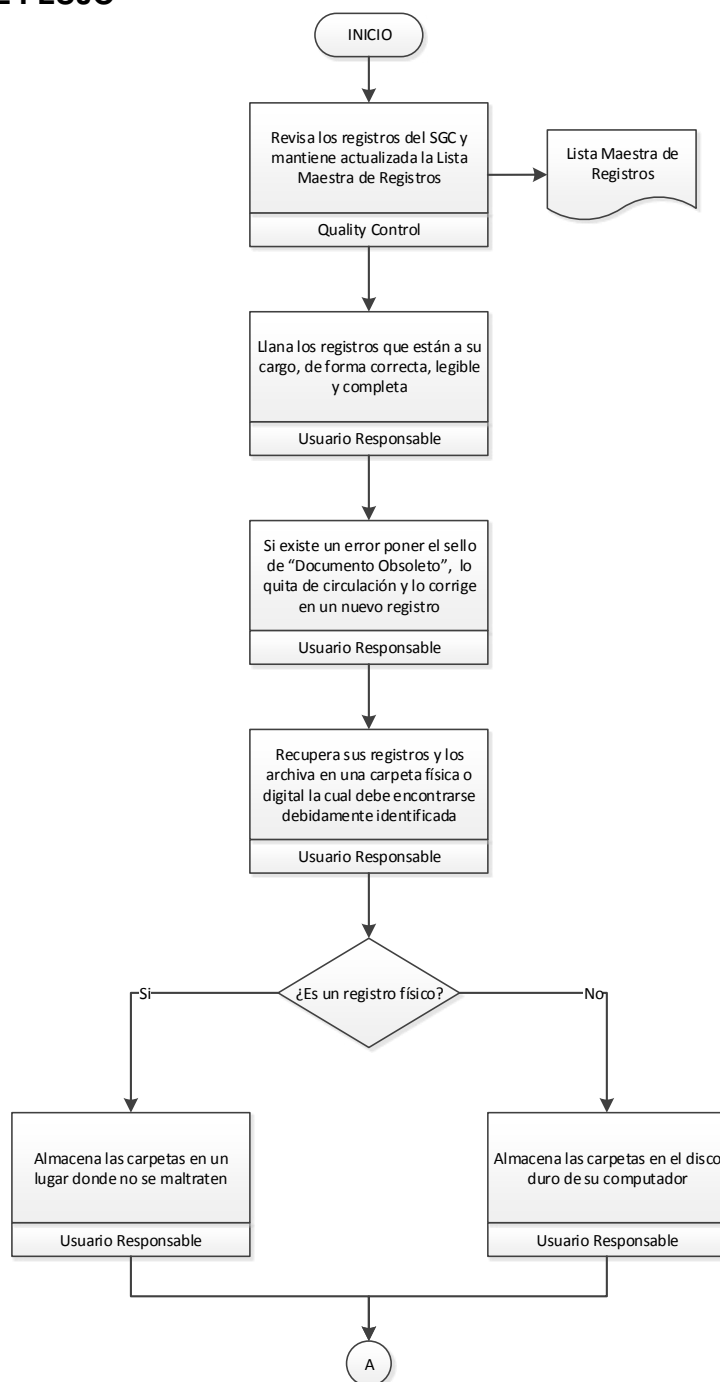 INICIO
Revisa los registros del SGC y
mantiene actualizada la Lista
Maestra de Registros
Quality Control
Lista Maestra de
Registros
Llana los registros que están a su
cargo, de forma correcta, legible
y completa
Usuario Responsable
Si existe un error poner el sello
de “Documento Obsoleto”, lo
quita de circulación y lo corrige
en un nuevo registro
Usuario Responsable
Recupera sus registros y los
archiva en una carpeta física o
digital la cual debe encontrarse
debidamente identificada
Usuario Responsable
¿Es un registro físico?
Si
No
Almacena las carpetas en un
lugar donde no se maltraten
Usuario Responsable
Almacena las carpetas en el disco
duro de su computador
Usuario Responsable
A